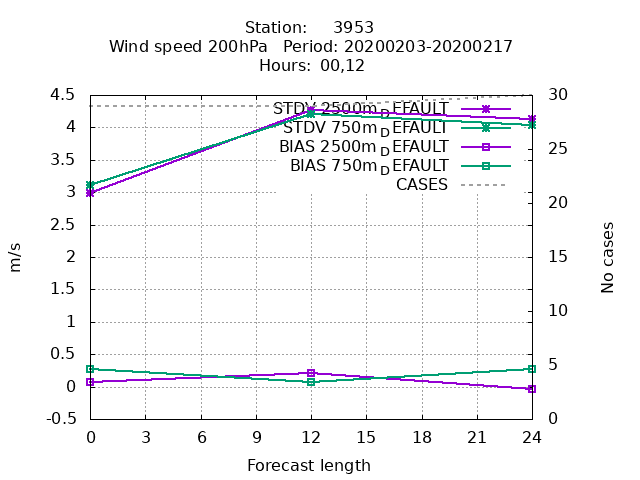 Station: 3953
Wind speed 200hPa Period: 20200203-20200217
Hours: 00,12
4.5
4
3.5
3
2.5
2
1.5
1
0.5
0
-0.5
m/s
STDV 2500m_DEFAULT
STDV 750m_DEFAULT
BIAS 2500m_DEFAULT
BIAS 750m_DEFAULT
CASES
30
25
20
15
10
5
0
No cases
0 3 6 9 12 15 18 21 24
Forecast length